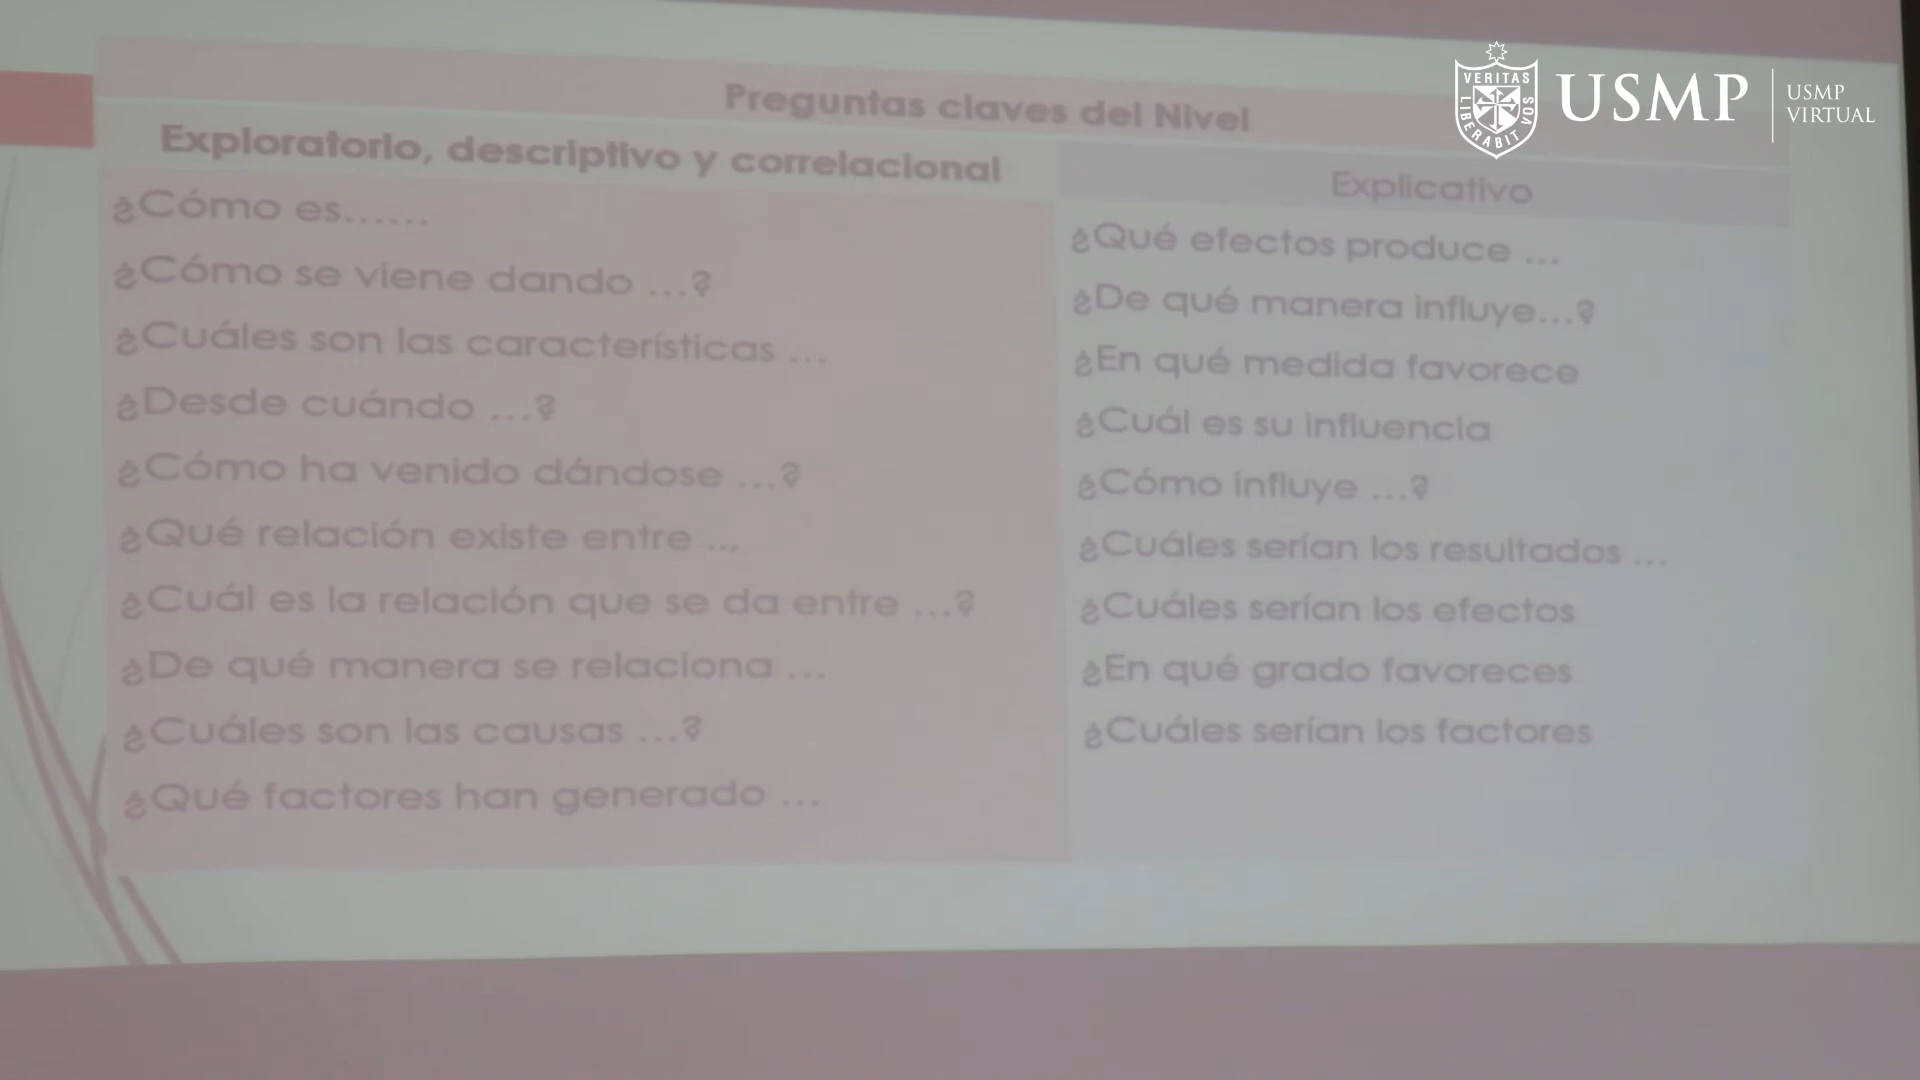 Preguntas claves del Nivel
Exploratorio, descriptivo y correlacional
¿Cómo es......
¿Cómo se viene dando ...?
¿Cuáles son las características ...
¿Desde cuándo ...?
¿Cómo ha venido dándose ...?
¿Qué relación existe entre ...
¿Cuál es la relación que se da entre ...?
¿De qué manera se relaciona ...
¿Cuáles son las causas ...?
¿Qué factores han generado ...
Explicativo
¿Qué efectos produce ...
¿De qué manera influye...?
¿En qué medida favorece
¿Cuál es su influencia
¿Cómo influye ...?
¿Cuáles serían los resultados ...
¿Cuáles serían los efectos
¿En qué grado favoreces
¿Cuáles serían los factores
VERITAS
LIBERABIT VOS
USMP
USMP
VIRTUAL